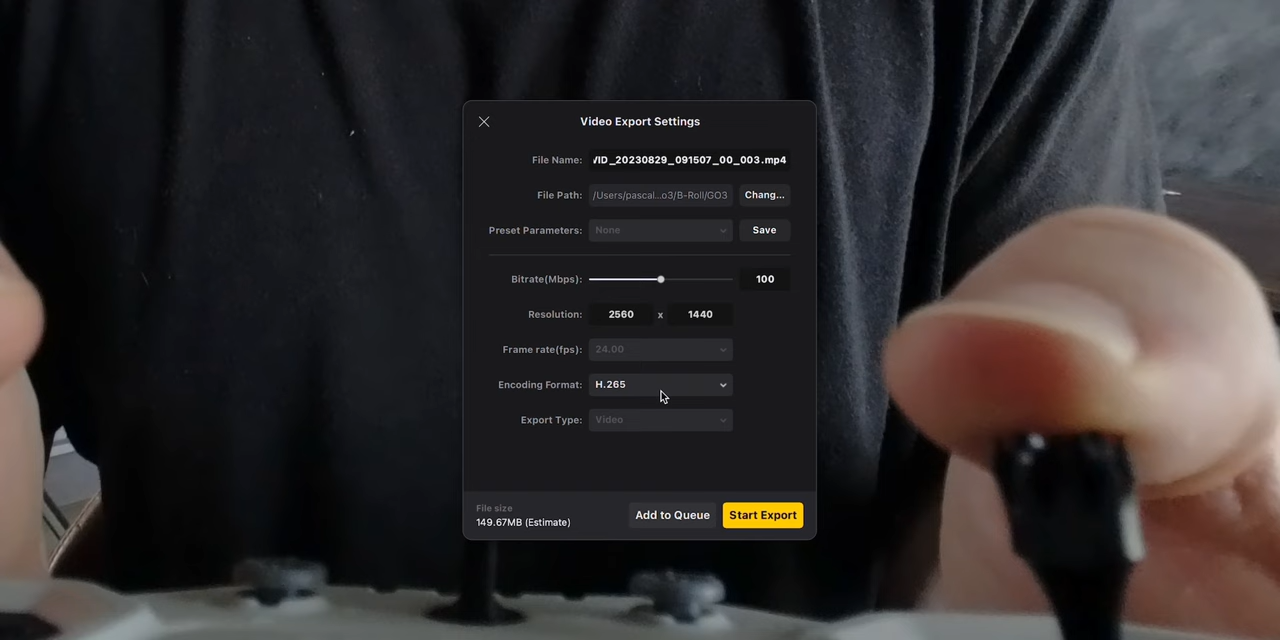 Video Export Settings
File Name: VID_20230829_091507_00_003.mp4
File Path: /Users/pascal...o3/B-Roll/GO3 Chang...
Preset Parameters: None Save
Bitrate(Mbps): 100
Resolution: 2560 x 1440
Frame rate(fps): 24.00
Encoding Format: H.265
Export Type: Video
File size
149.67MB (Estimate)
Add to Queue Start Export